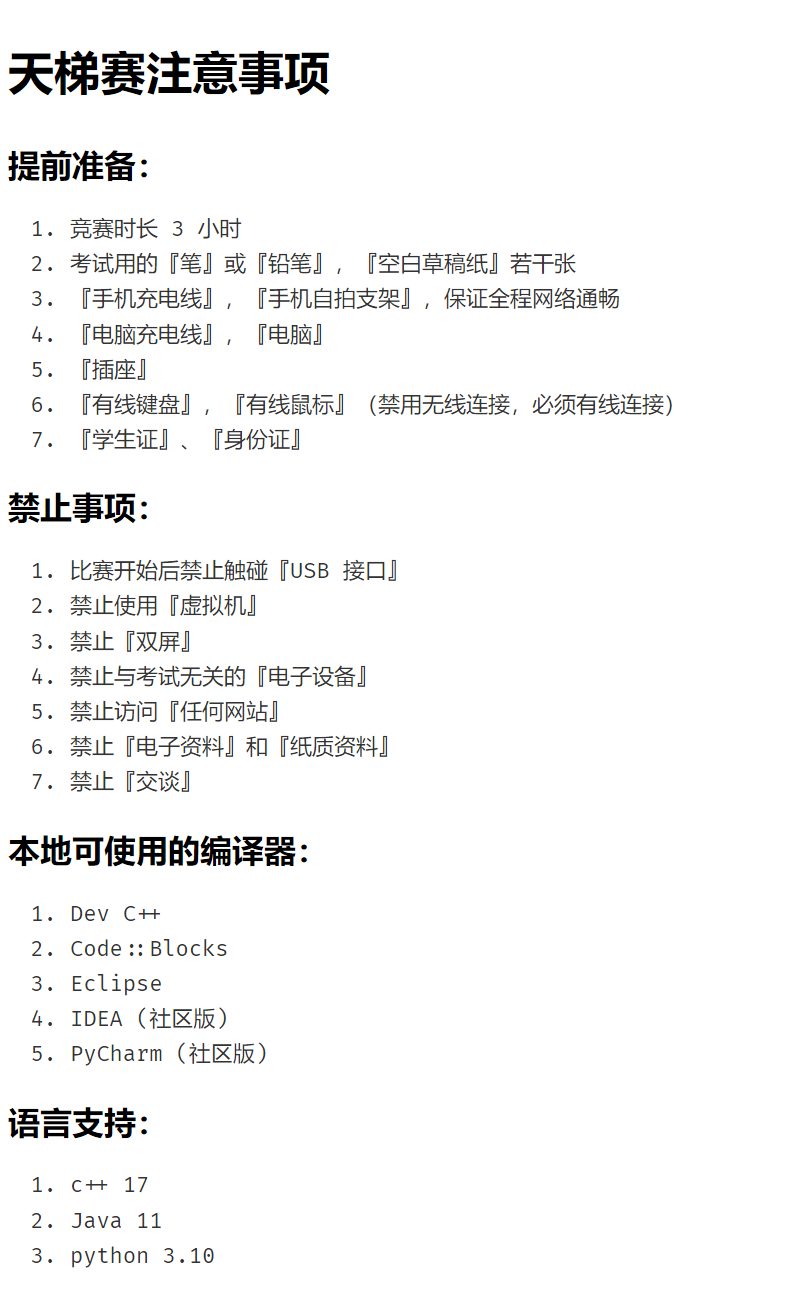 天梯赛注意事项
提前准备：
1. 竞赛时长 3 小时
2. 考试用的『笔』或『铅笔』，『空白草稿纸』若干张
3. 『手机充电线』，『手机自拍支架』，保证全程网络通畅
4. 『电脑充电线』，『电脑』
5. 『插座』
6. 『有线键盘』，『有线鼠标』（禁用无线连接，必须有线连接）
7. 『学生证』、『身份证』
禁止事项：
1. 比赛开始后禁止触碰『USB 接口』
2. 禁止使用『虚拟机』
3. 禁止『双屏』
4. 禁止与考试无关的『电子设备』
5. 禁止访问『任何网站』
6. 禁止『电子资料』和『纸质资料』
7. 禁止『交谈』
本地可使用的编译器：
1. Dev C++
2. Code::Blocks
3. Eclipse
4. IDEA（社区版）
5. PyCharm（社区版）
语言支持：
1. c++ 17
2. Java 11
3. python 3.10